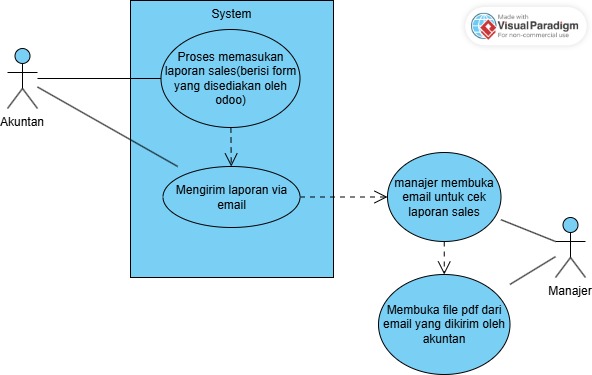 System
Made with
VisualParadigm
For non-commercial use
Proses memasukan
laporan sales(berisi form
yang disediakan oleh
odoo)
Akuntan
Mengirim laporan via
email
manajer membuka
email untuk cek
laporan sales
Manajer
Membuka file pdf dari
email yang dikirim oleh
akuntan